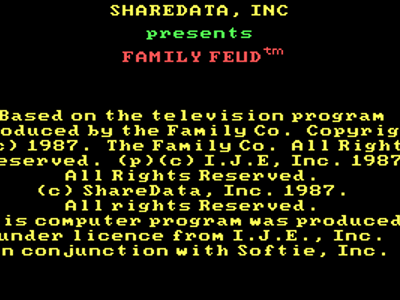 SHAREDATA, INC
presents
FAMILY FEUD™
Based on the television program
oduced by the Family Co. Copyrig
c) 1987. The Family Co. All Right
eserved. (p)(c) I.J.E, Inc. 1987
All Rights Reserved.
(c) ShareData, Inc. 1987.
All rights Reserved.
is computer program was produced
under licence from I.J.E., Inc.
n conjunction with Softie, Inc.